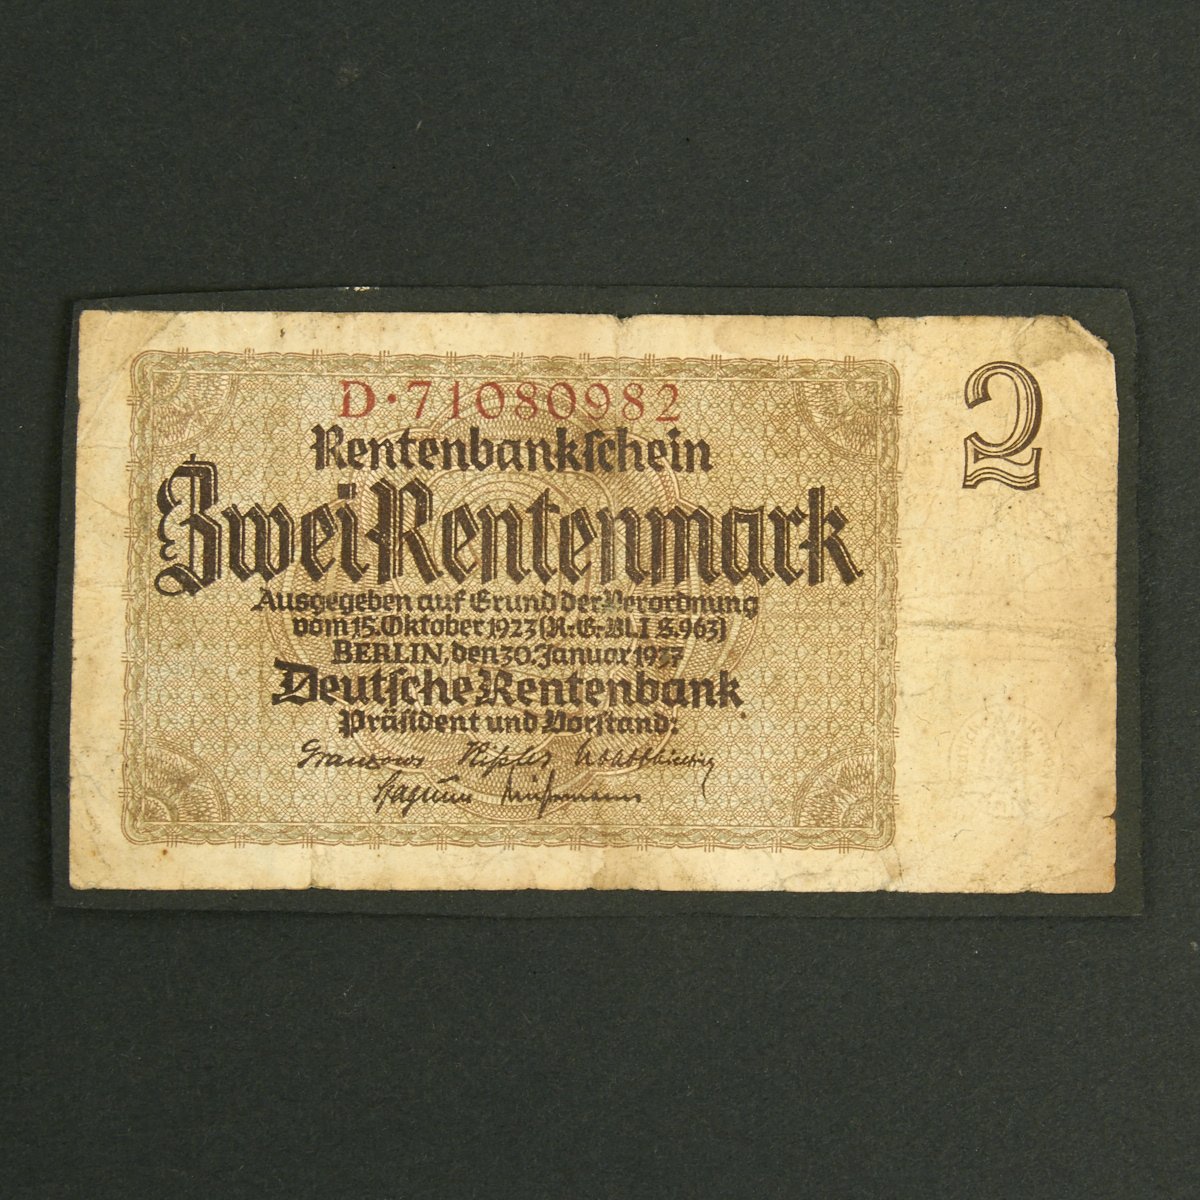 D·71080982
2
Rentenbankschein
Zwei Rentenmark
Ausgegeben auf Grund der Verordnung
vom 15. Oktober 1923 (R.-G.-Bl. I S. 963)
BERLIN, den 30. Januar 1937
Deutsche Rentenbank
Präsident und Vorstand: